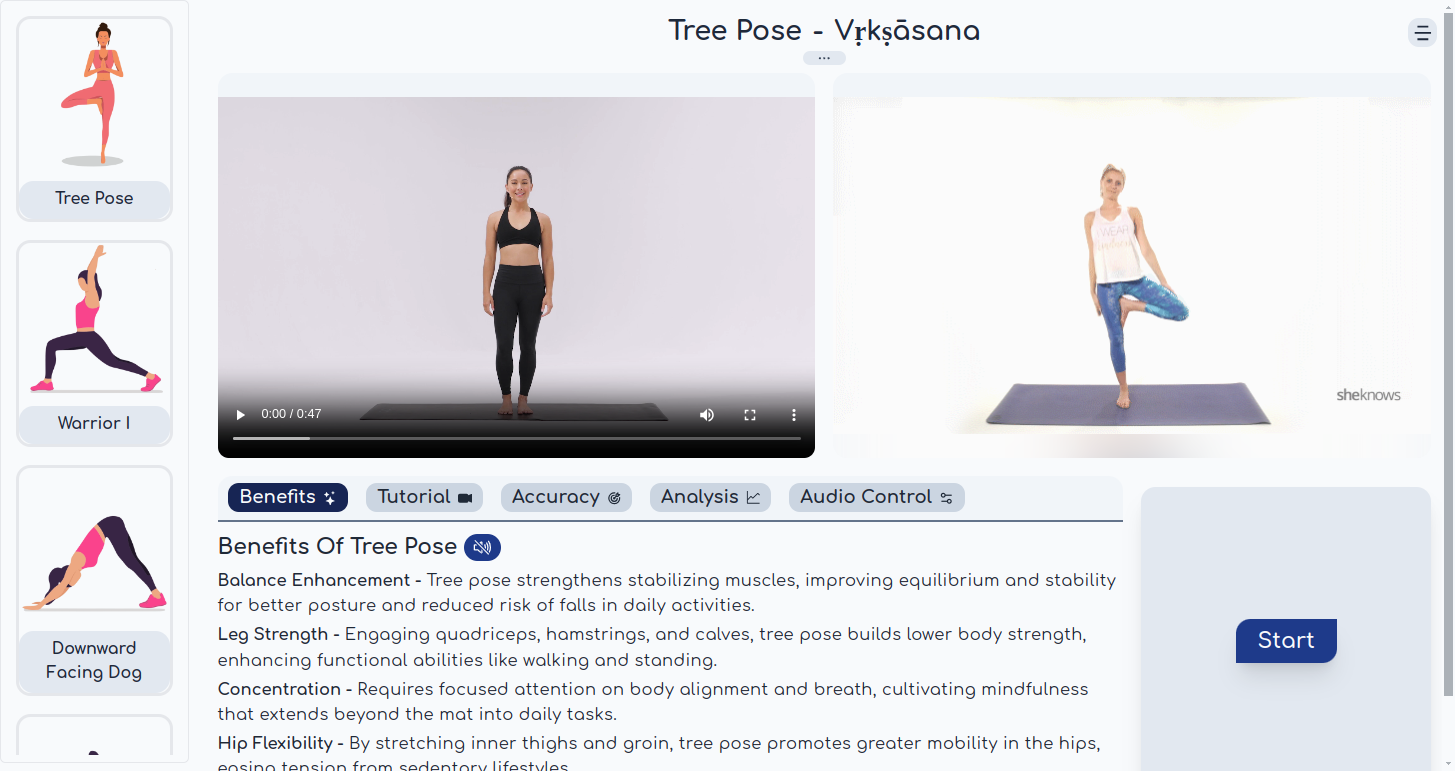 Tree Pose - Vṛkṣāsana
...
Tree Pose
Warrior I
Downward
Facing Dog
WEAR
0:00 / 0:47
sheknows
Benefits
Tutorial
Accuracy
Analysis
Audio Control
Benefits Of Tree Pose
Balance Enhancement - Tree pose strengthens stabilizing muscles, improving equilibrium and stability
for better posture and reduced risk of falls in daily activities.
Leg Strength - Engaging quadriceps, hamstrings, and calves, tree pose builds lower body strength,
enhancing functional abilities like walking and standing.
Concentration - Requires focused attention on body alignment and breath, cultivating mindfulness
that extends beyond the mat into daily tasks.
Hip Flexibility - By stretching inner thighs and groin, tree pose promotes greater mobility in the hips,
easing tension from sedentary lifestyles.
Start